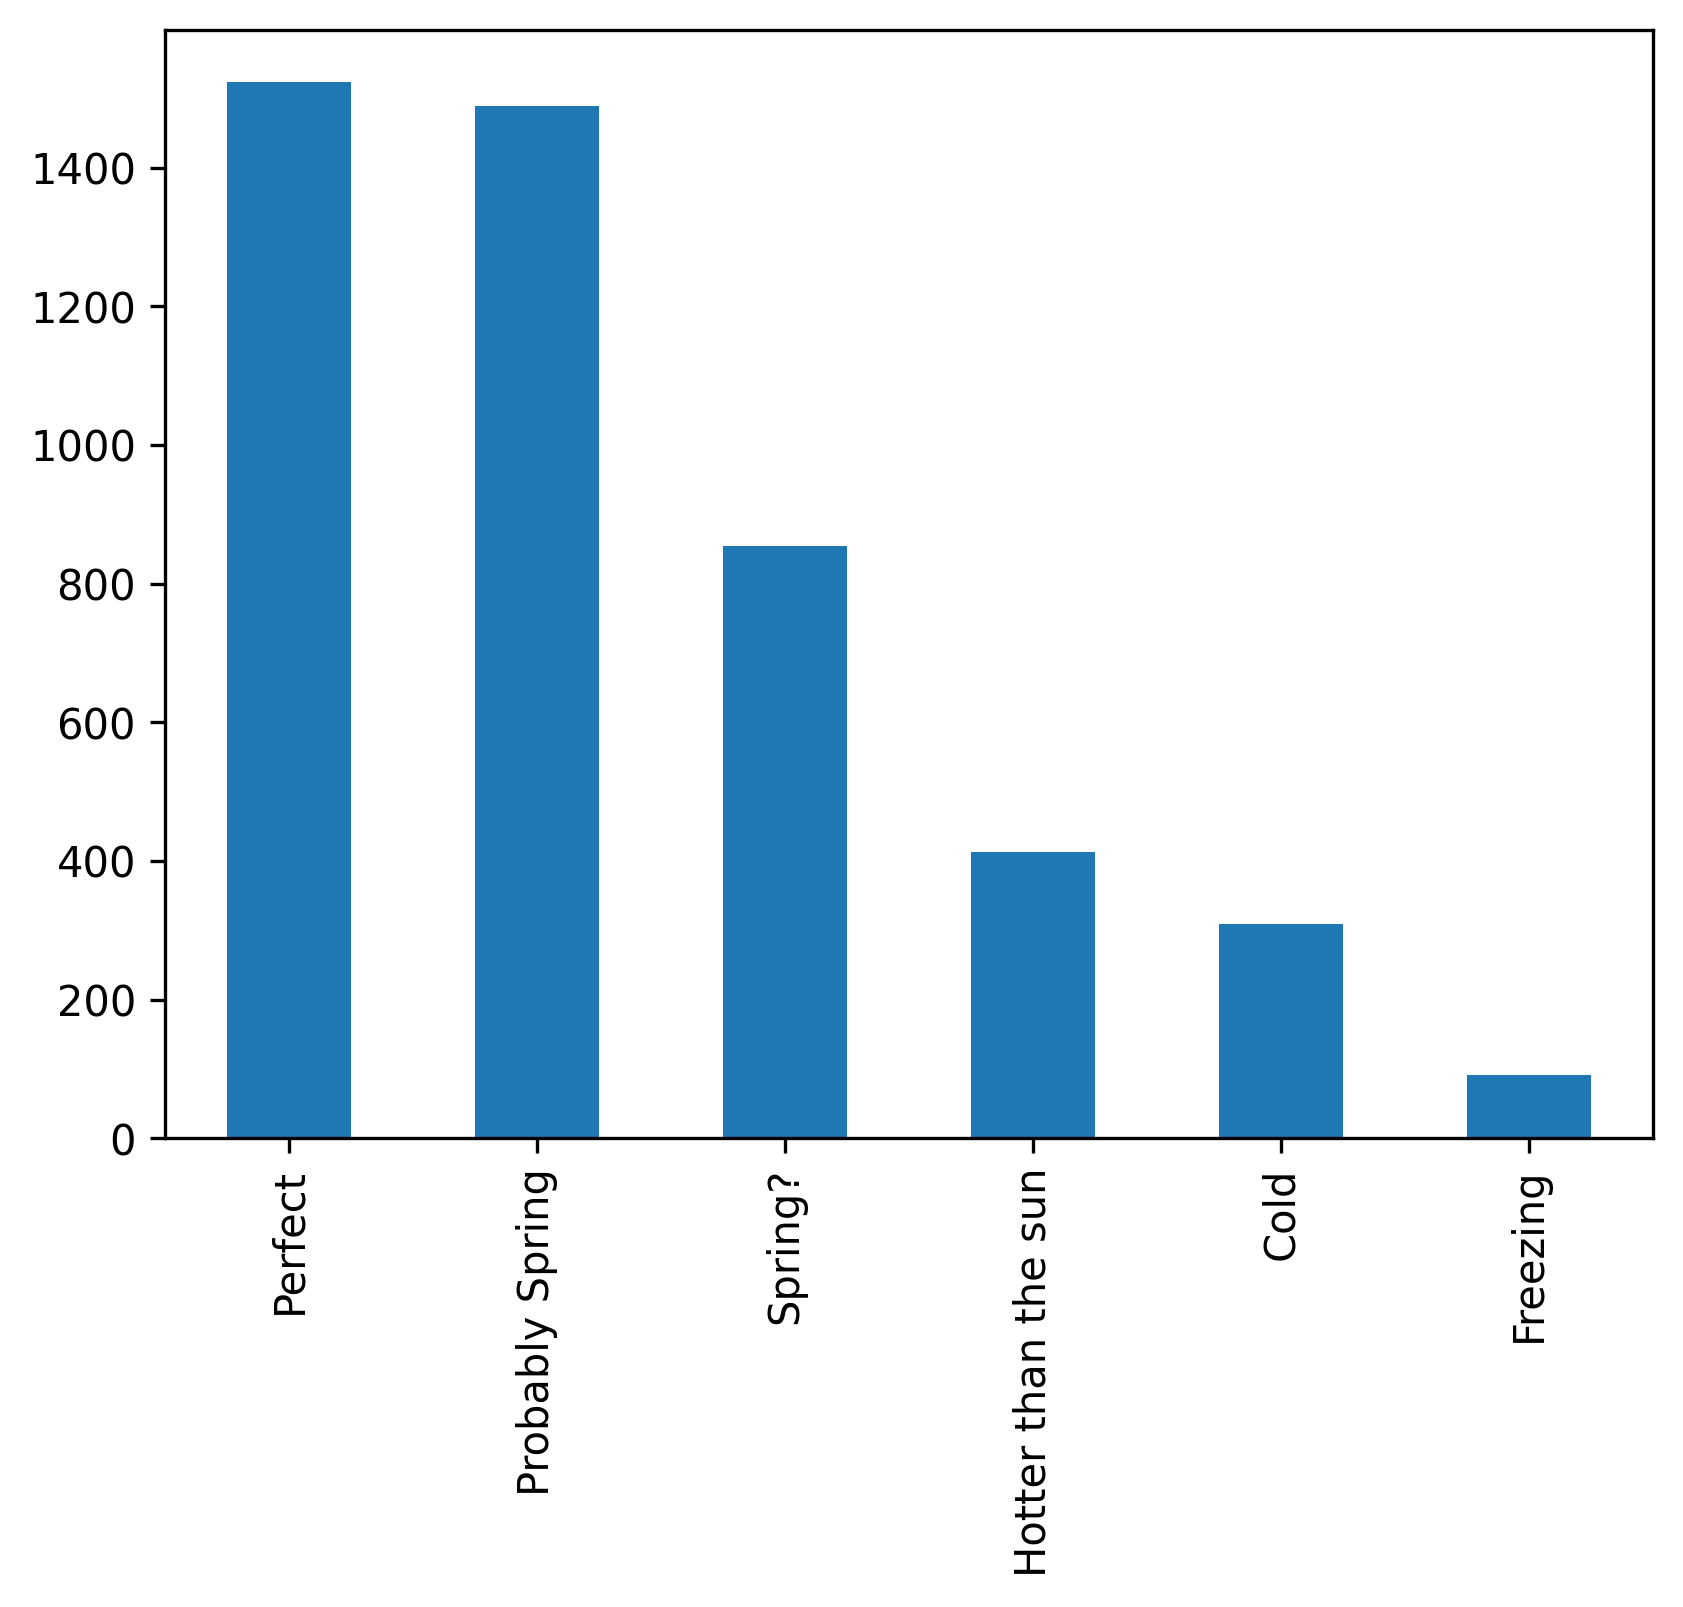 1400
1200
1000
800
600
400
200
0
Perfect
Probably Spring
Spring?
Hotter than the sun
Cold
Freezing